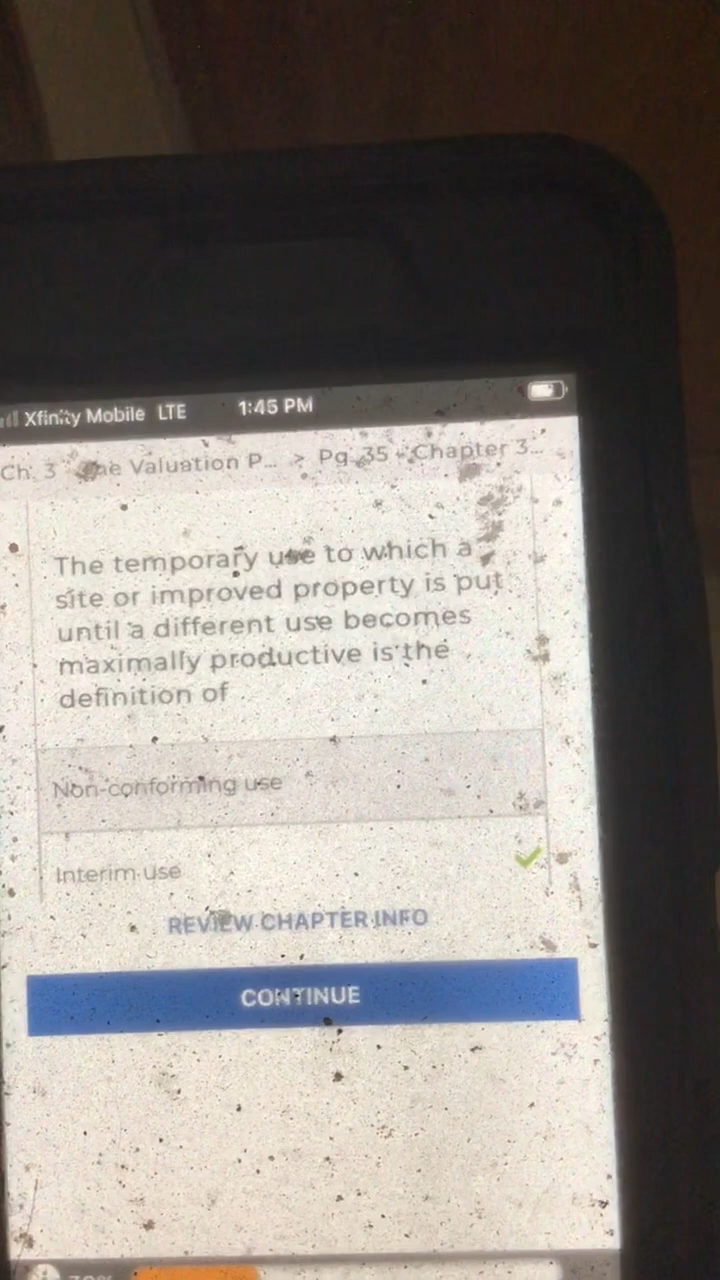 Xfinity Mobile LTE 1:45 PM
Ch. 3 The Valuation P... > Pg. 35 - Chapter 3...
The temporary use to which a
site or improved property is put
until a different use becomes
maximally productive is the
definition of
Non-conforming use
Interim use
REVIEW CHAPTER INFO
CONTINUE